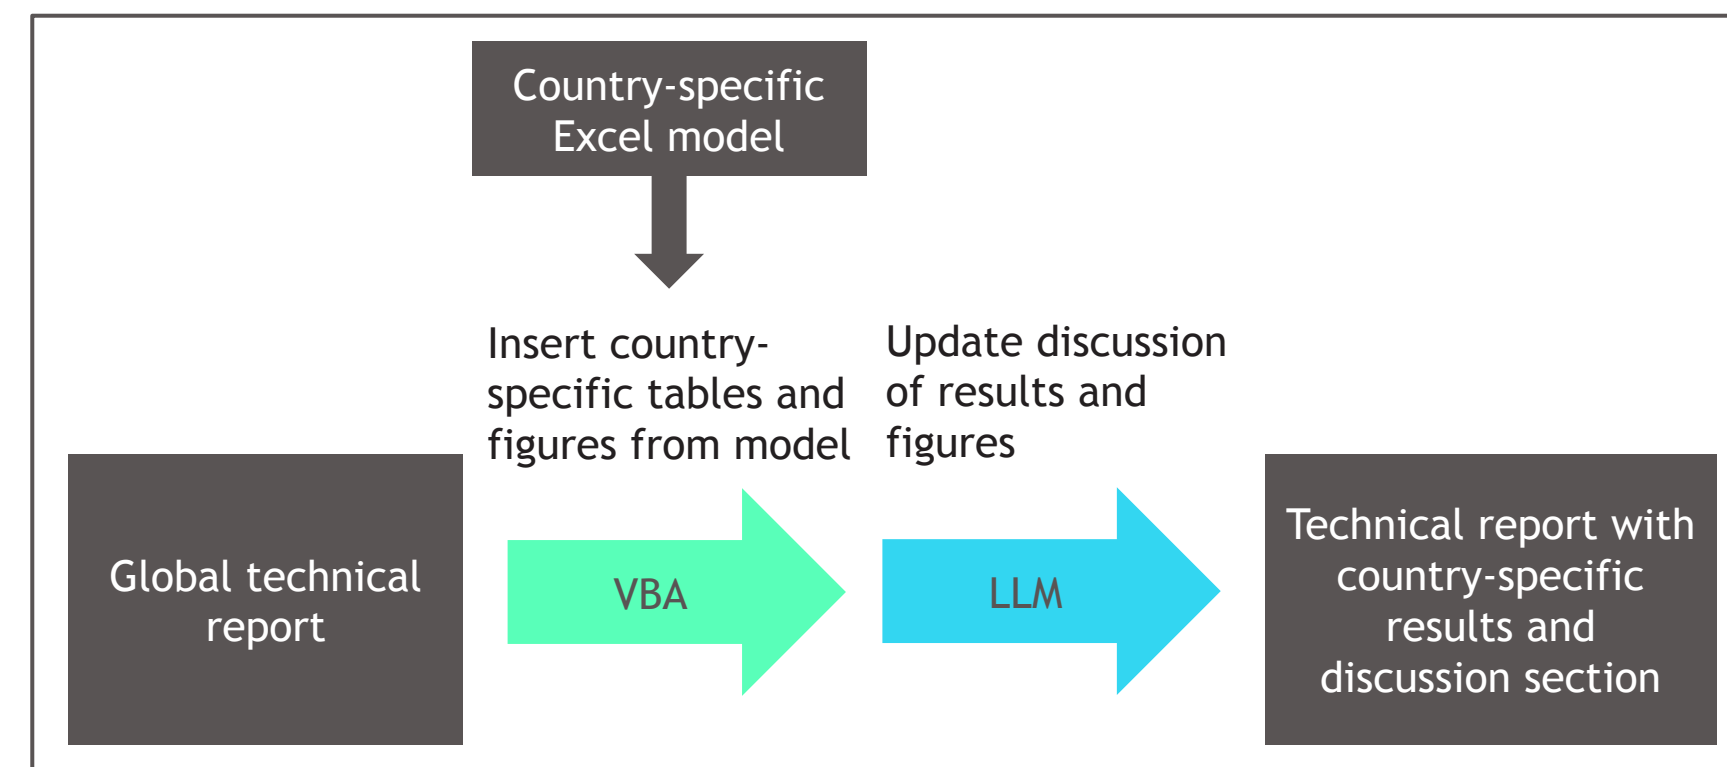 Country-specific
Excel model
Insert country-
specific tables and
figures from model
Update discussion
of results and
figures
Global technical
report
VBA
LLM
Technical report with
country-specific
results and
discussion section